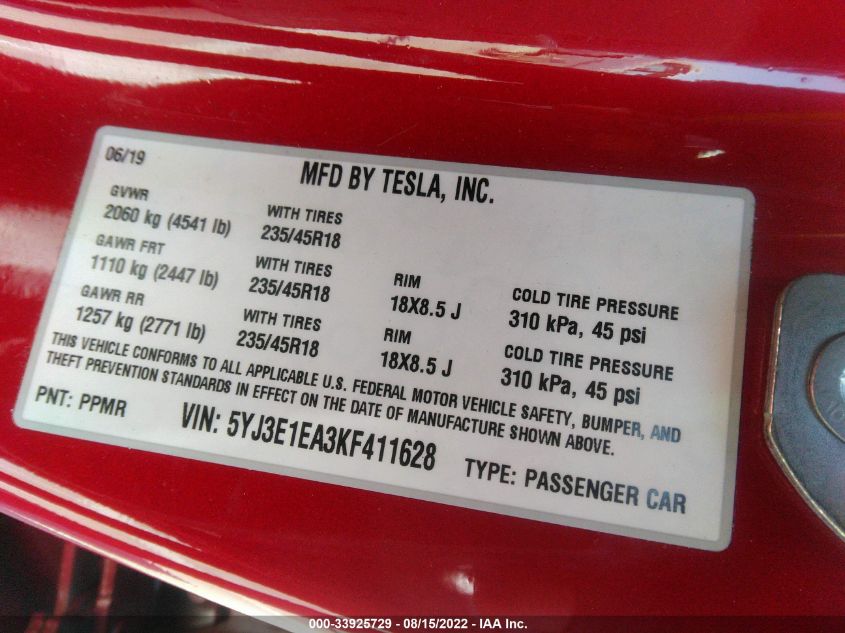 06/19
MFD BY TESLA, INC.
GVWR
2060 kg (4541 lb)
WITH TIRES
235/45R18
GAWR FRT
1110 kg (2447 lb)
WITH TIRES
235/45R18
RIM
18X8.5 J
COLD TIRE PRESSURE
310 kPa, 45 psi
GAWR RR
1257 kg (2771 lb)
WITH TIRES
235/45R18
RIM
18X8.5 J
COLD TIRE PRESSURE
310 kPa, 45 psi
THIS VEHICLE CONFORMS TO ALL APPLICABLE U.S. FEDERAL MOTOR VEHICLE SAFETY, BUMPER, AND
THEFT PREVENTION STANDARDS IN EFFECT ON THE DATE OF MANUFACTURE SHOWN ABOVE.
PNT: PPMR
VIN: 5YJ3E1EA3KF411628
TYPE: PASSENGER CAR
000-33925729 - 08/15/2022 - IAA Inc.